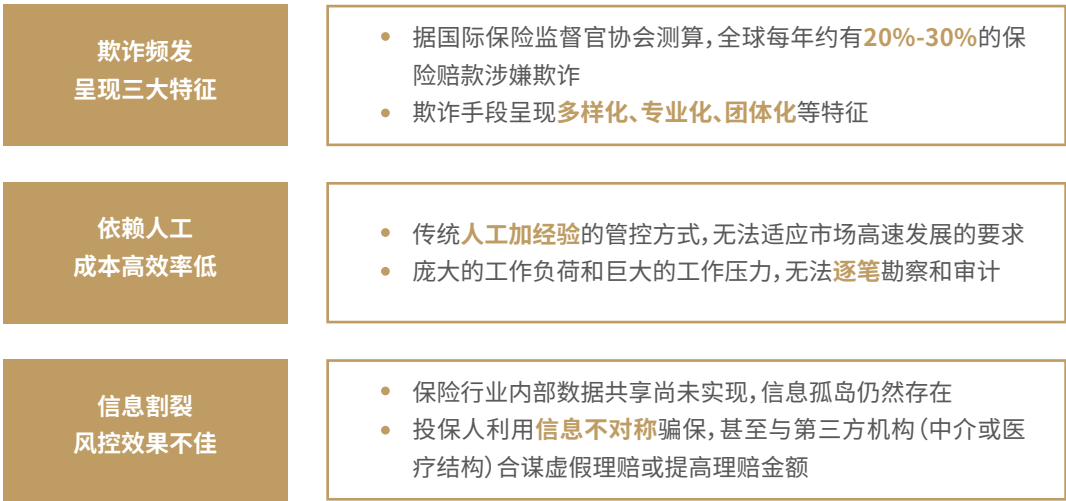 欺诈频发
呈现三大特征
据国际保险监督官协会测算，全球每年约有20%-30%的保
险赔款涉嫌欺诈
欺诈手段呈现多样化、专业化、团体化等特征
依赖人工
成本高效率低
传统人工加经验的管控方式，无法适应市场高速发展的要求
庞大的工作负荷和巨大的工作压力，无法逐笔勘察和审计
信息割裂
风控效果不佳
保险行业内部数据共享尚未实现，信息孤岛仍然存在
投保人利用信息不对称骗保，甚至与第三方机构（中介或医
疗结构）合谋虚假理赔或提高理赔金额